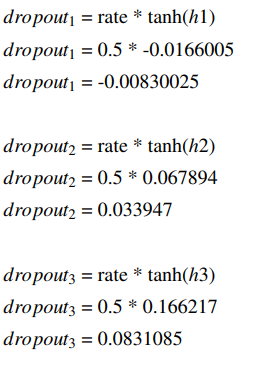 dropout₁ = rate * tanh(h1)
dropout₁ = 0.5 * -0.0166005
dropout₁ = -0.00830025
dropout₂ = rate * tanh(h2)
dropout₂ = 0.5 * 0.067894
dropout₂ = 0.033947
dropout₃ = rate * tanh(h3)
dropout₃ = 0.5 * 0.166217
dropout₃ = 0.0831085